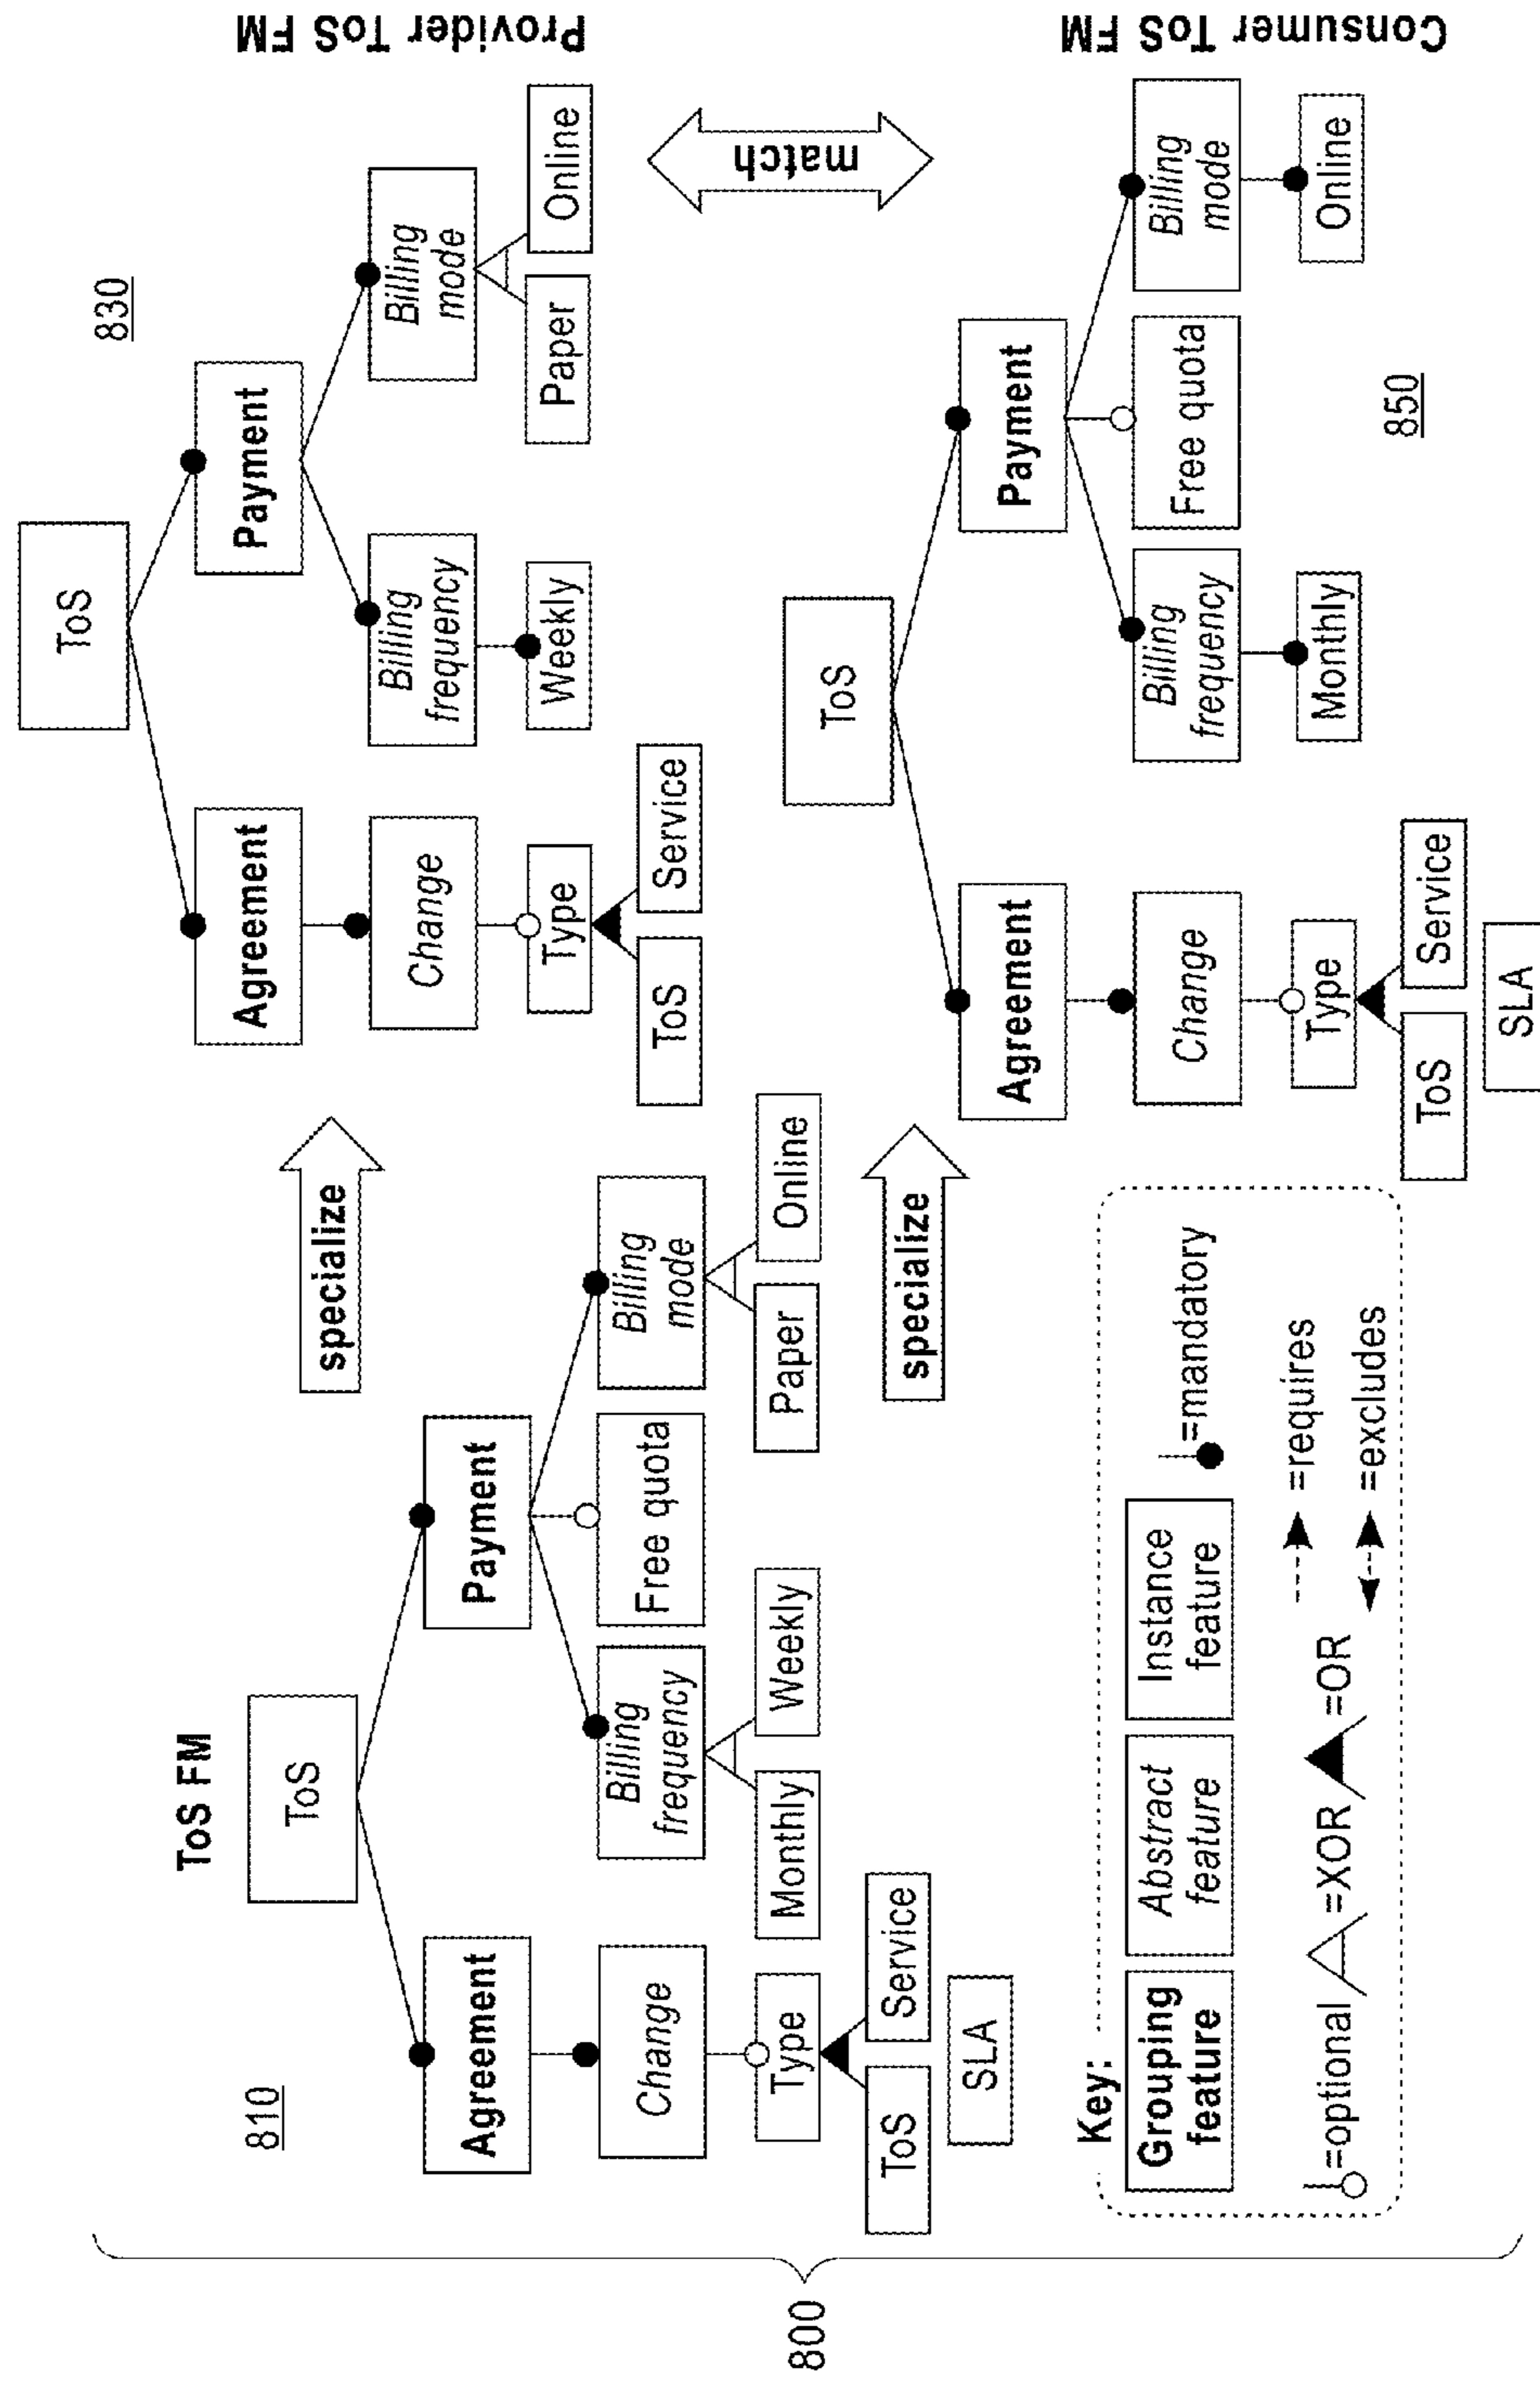 800
810
ToS FM
ToS
Agreement
Payment
Change
Billing
frequency
Free quota
Billing
mode
Type
Monthly
Weekly
Paper
Online
ToS
Service
SLA
specialize
specialize
830
Provider ToS FM
ToS
Agreement
Payment
Change
Billing
frequency
Billing
mode
Type
Weekly
Paper
Online
ToS
Service
match
850
Consumer ToS FM
ToS
Agreement
Payment
Change
Billing
frequency
Free quota
Billing
mode
Type
Monthly
Online
ToS
Service
SLA
Key:
Grouping
feature
Abstract
feature
Instance
feature
=mandatory
=optional
=XOR
=OR
=requires
=excludes